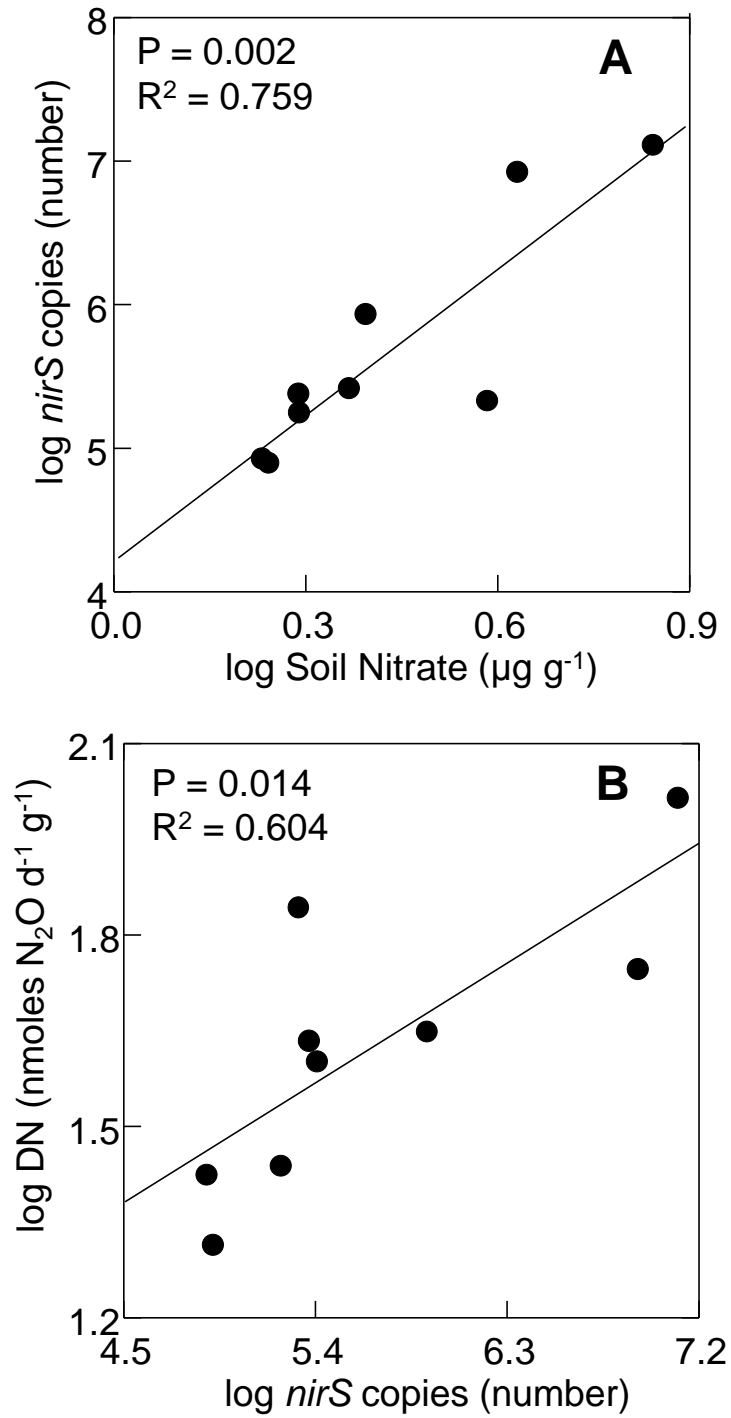 8
P = 0.002
A
R² = 0.759
7
6
5
4
log nirS copies (number)
0.0 0.3 0.6 0.9
log Soil Nitrate (µg g⁻¹)
2.1
P = 0.014
B
R² = 0.604
1.8
1.5
1.2
log DN (nmoles N₂O d⁻¹ g⁻¹)
4.5 5.4 6.3 7.2
log nirS copies (number)